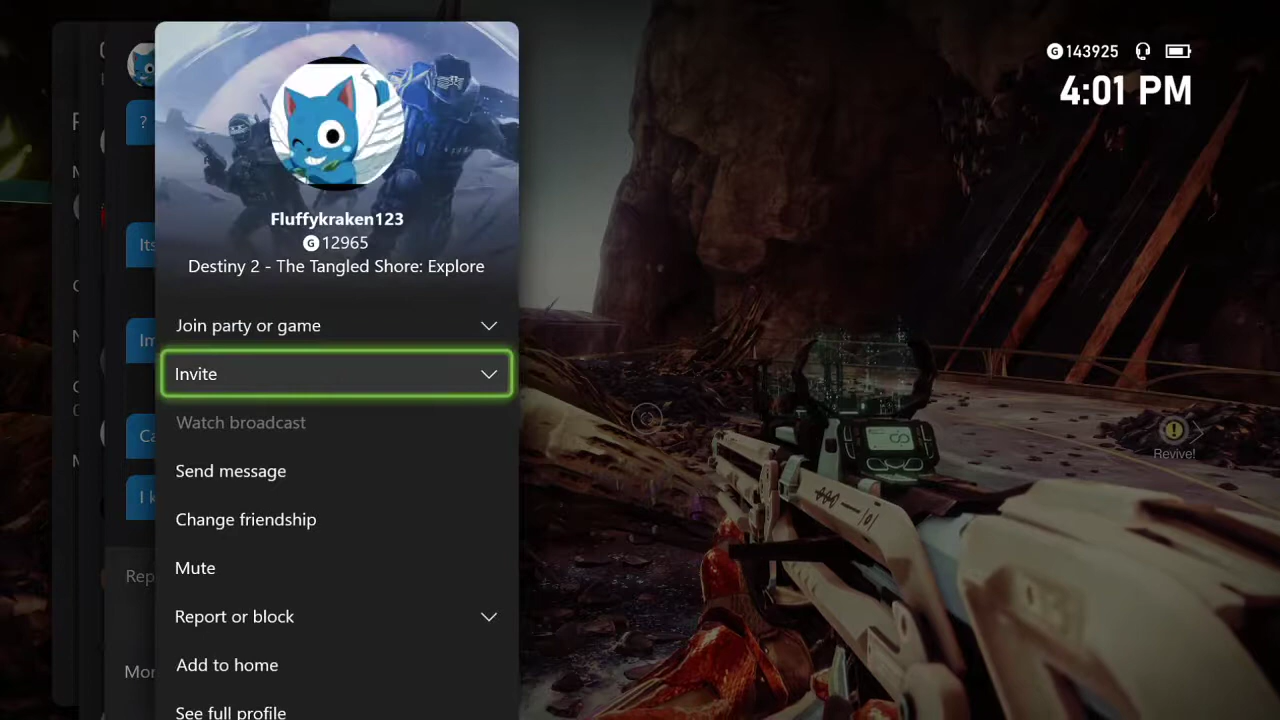 G 143925
4:01 PM
Fluffykraken123
G 12965
Destiny 2 - The Tangled Shore: Explore
Join party or game
Invite
Watch broadcast
Send message
Change friendship
Mute
Report or block
Add to home
See full profile
?
Its
I k
Revive!